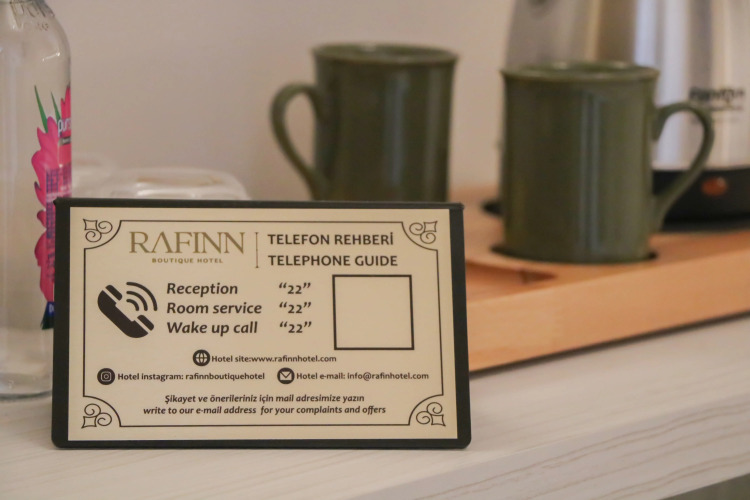 RAFINN
BOUTIQUE HOTEL
TELEFON REHBERİ
TELEPHONE GUIDE
Reception "22"
Room service "22"
Wake up call "22"
Hotel site:www.rafinnhotel.com
Hotel instagram: rafinnboutiquehotel
Hotel e-mail: info@rafinhotel.com
Şikayet ve önerileriniz için mail adresimize yazın
write to our e-mail address for your complaints and offers